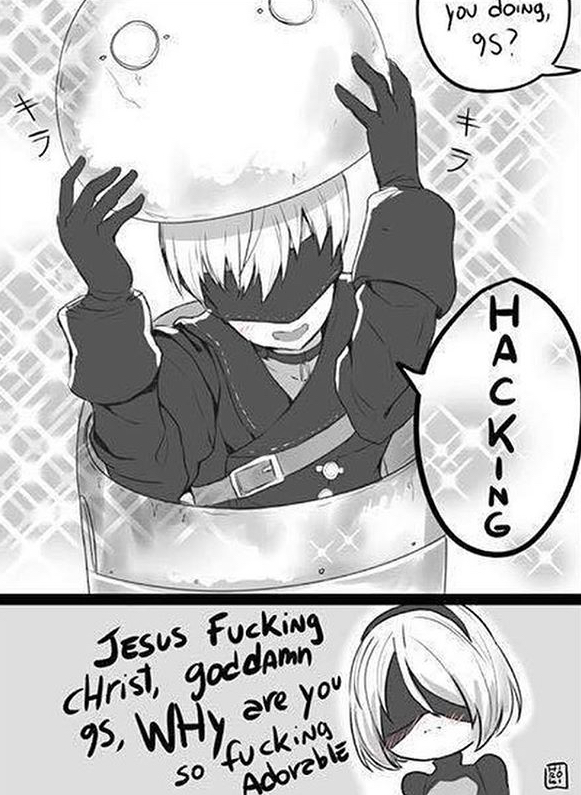 you doing,
9S?
キラ
キラ
HACKING
Jesus Fucking
cHrist, goddamn
9s, WHY are you
so fucking
Adorable